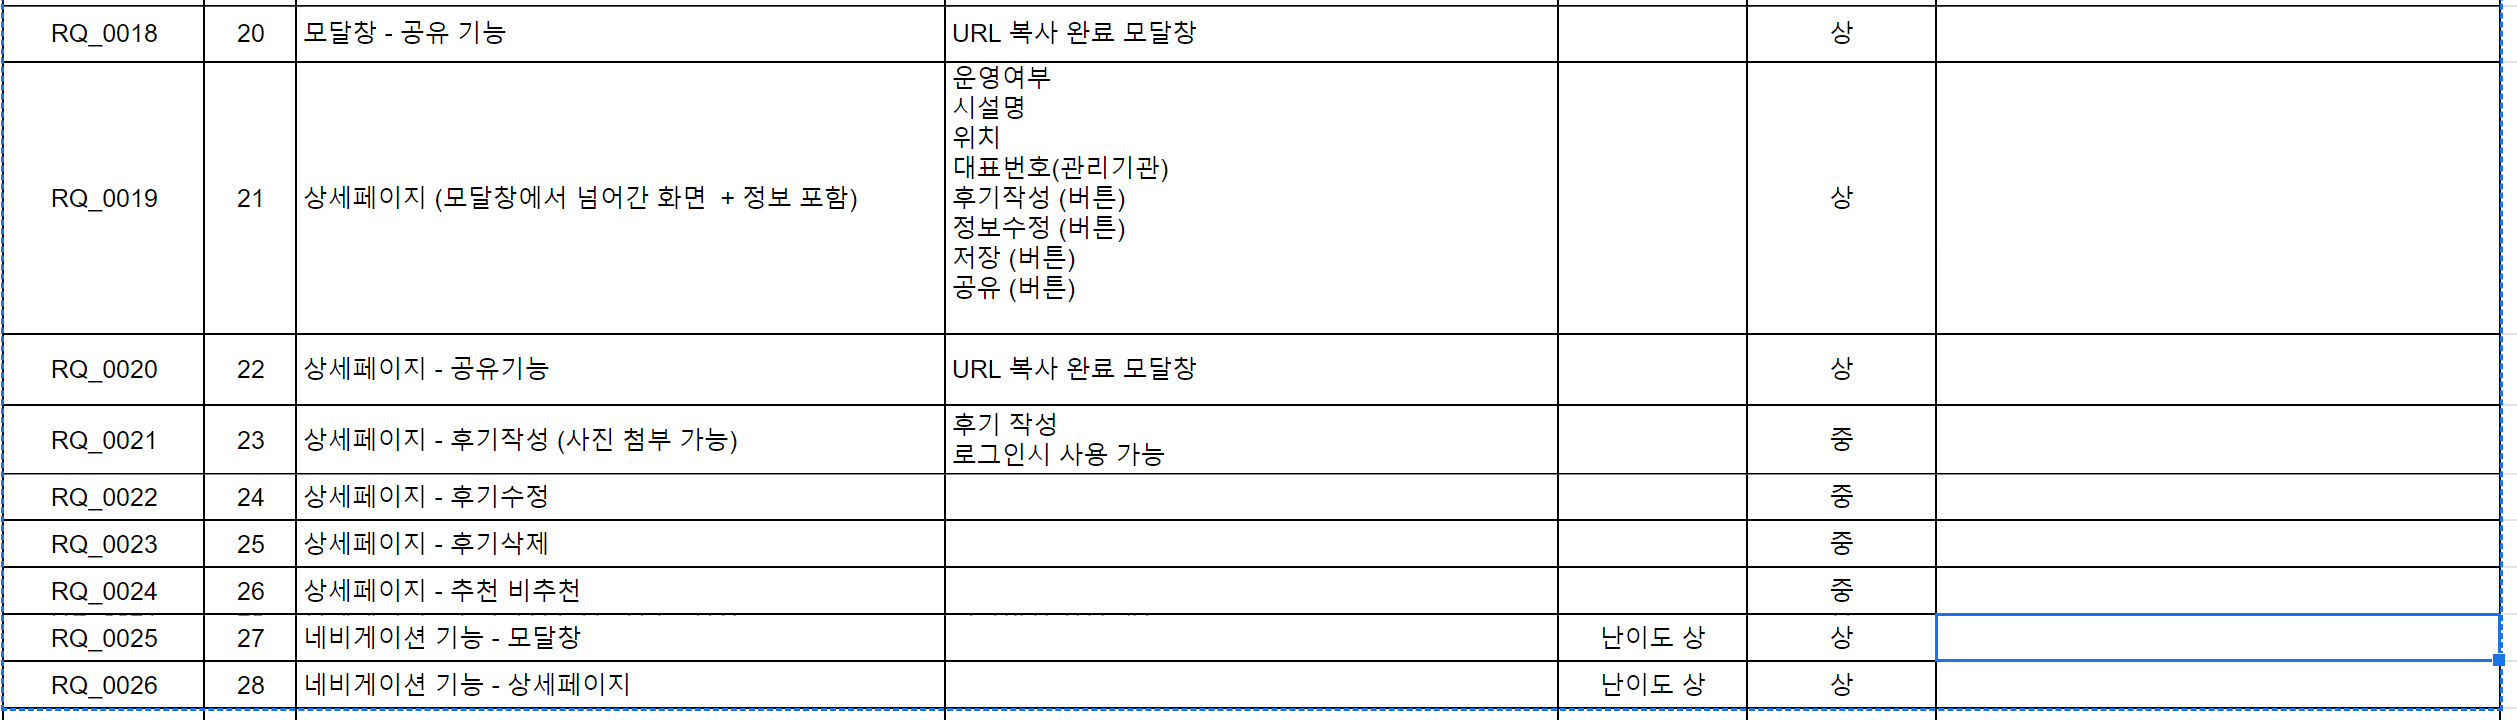 RQ_0018 20 모달창 - 공유 기능 URL 복사 완료 모달창 상
운영여부
시설명
위치
대표번호(관리기관)
RQ_0019 21 상세페이지 (모달창에서 넘어간 화면 + 정보 포함) 후기작성 (버튼) 상
정보수정 (버튼)
저장 (버튼)
공유 (버튼)
RQ_0020 22 상세페이지 - 공유기능 URL 복사 완료 모달창 상
RQ_0021 23 상세페이지 - 후기작성 (사진 첨부 가능) 후기 작성 중
로그인시 사용 가능
RQ_0022 24 상세페이지 - 후기수정 중
RQ_0023 25 상세페이지 - 후기삭제 중
RQ_0024 26 상세페이지 - 추천 비추천 중
RQ_0025 27 네비게이션 기능 - 모달창 난이도 상 상
RQ_0026 28 네비게이션 기능 - 상세페이지 난이도 상 상